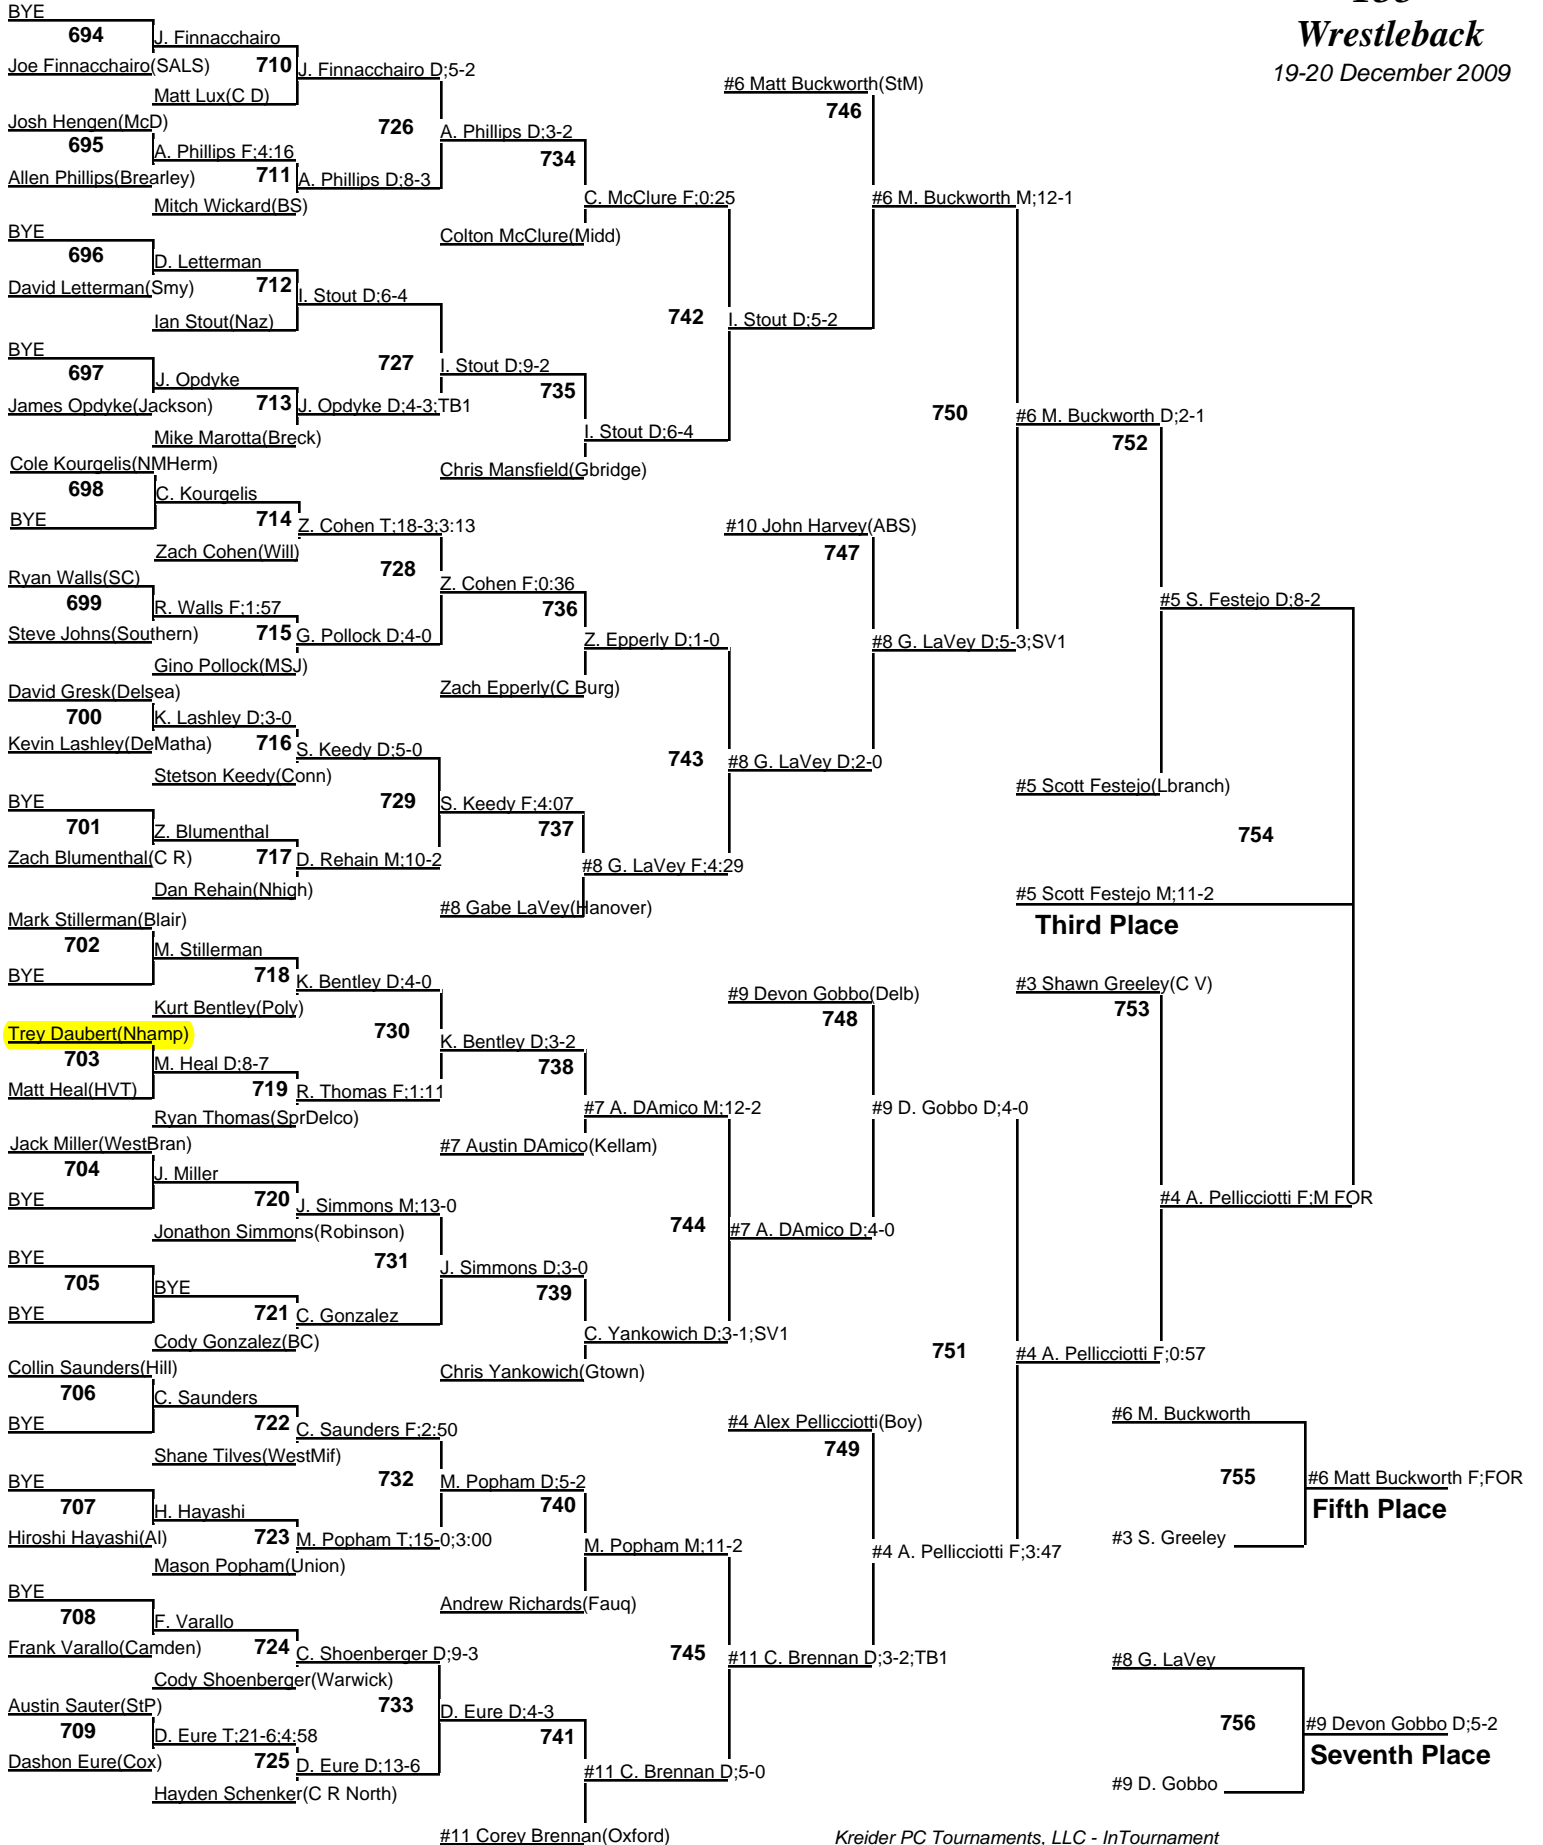 Wrestleback
19-20 December 2009
BYE
694
J. Finnacchairo
Joe Finnacchairo(SALS)
710
J. Finnacchairo D;5-2
Matt Lux(C D)
#6 Matt Buckworth(StM)
746
Josh Hengen(McD)
726
A. Phillips D;3-2
695
A. Phillips F;4:16
734
Allen Phillips(Brearley)
711
A. Phillips D;8-3
Mitch Wickard(BS)
C. McClure F;0:25
#6 M. Buckworth M;12-1
BYE
Colton McClure(Midd)
696
D. Letterman
David Letterman(Smy)
712
I. Stout D;6-4
Ian Stout(Naz)
742
I. Stout D;5-2
BYE
727
I. Stout D;9-2
697
J. Opdyke
735
James Opdyke(Jackson)
713
J. Opdyke D;4-3;TB1
750
#6 M. Buckworth D;2-1
Mike Marotta(Breck)
I. Stout D;6-4
752
Cole Kourgelis(NMHerm)
Chris Mansfield(Gbridge)
698
C. Kourgelis
BYE
714
Z. Cohen T;18-3;3:13
#10 John Harvey(ABS)
Zach Cohen(Will)
747
728
Ryan Walls(SC)
Z. Cohen F;0:36
699
R. Walls F;1:57
736
#5 S. Festejo D;8-2
Steve Johns(Southern)
715
G. Pollock D;4-0
Z. Epperly D;1-0
#8 G. LaVey D;5-3;SV1
Gino Pollock(MSJ)
David Gresk(Delsea)
Zach Epperly(C Burg)
700
K. Lashley D;3-0
Kevin Lashley(DeMatha)
716
S. Keedy D;5-0
743
#8 G. LaVey D;2-0
Stetson Keedy(Conn)
#5 Scott Festejo(Lbranch)
BYE
729
S. Keedy F;4:07
701
Z. Blumenthal
737
754
Zach Blumenthal(C R)
717
D. Rehain M;10-2
#8 G. LaVey F;4:29
Dan Rehain(Nhigh)
#8 Gabe LaVey(Hanover)
#5 Scott Festejo M;11-2
Third Place
Mark Stillerman(Blair)
702
M. Stillerman
BYE
718
K. Bentley D;4-0
#9 Devon Gobbo(Delb)
#3 Shawn Greeley(C V)
Kurt Bentley(Poly)
748
753
Trey Daubert(Nhamp)
730
K. Bentley D;3-2
703
M. Heal D;8-7
738
Matt Heal(HVT)
719
R. Thomas F;1:11
#7 A. DAmico M;12-2
#9 D. Gobbo D;4-0
Ryan Thomas(SprDelco)
Jack Miller(WestBran)
#7 Austin DAmico(Kellam)
704
J. Miller
BYE
720
J. Simmons M;13-0
#4 A. Pellicciotti F;M FOR
Jonathon Simmons(Robinson)
744
#7 A. DAmico D;4-0
BYE
731
J. Simmons D;3-0
705
BYE
739
BYE
721
C. Gonzalez
C. Yankowich D;3-1;SV1
Cody Gonzalez(BC)
751
#4 A. Pellicciotti F;0:57
Collin Saunders(Hill)
Chris Yankowich(Gtown)
706
C. Saunders
BYE
722
C. Saunders F;2:50
#4 Alex Pellicciotti(Boy)
#6 M. Buckworth
Shane Tilves(WestMif)
749
BYE
732
M. Popham D;5-2
755
#6 Matt Buckworth F;FOR
Fifth Place
707
H. Hayashi
740
Hiroshi Hayashi(Al)
723
M. Popham T;15-0;3:00
M. Popham M;11-2
#4 A. Pellicciotti F;3:47
#3 S. Greeley
Mason Popham(Union)
BYE
Andrew Richards(Fauq)
708
F. Varallo
Frank Varallo(Camden)
724
C. Shoenberger D;9-3
745
#11 C. Brennan D;3-2;TB1
#8 G. LaVey
Cody Shoenberger(Warwick)
Austin Sauter(StP)
733
D. Eure D;4-3
709
D. Eure T;21-6;4:58
741
756
#9 Devon Gobbo D;5-2
Seventh Place
Dashon Eure(Cox)
725
D. Eure D;13-6
#11 C. Brennan D;5-0
#9 D. Gobbo
Hayden Schenker(C R North)
#11 Corey Brennan(Oxford)
Kreider PC Tournaments, LLC - InTournament